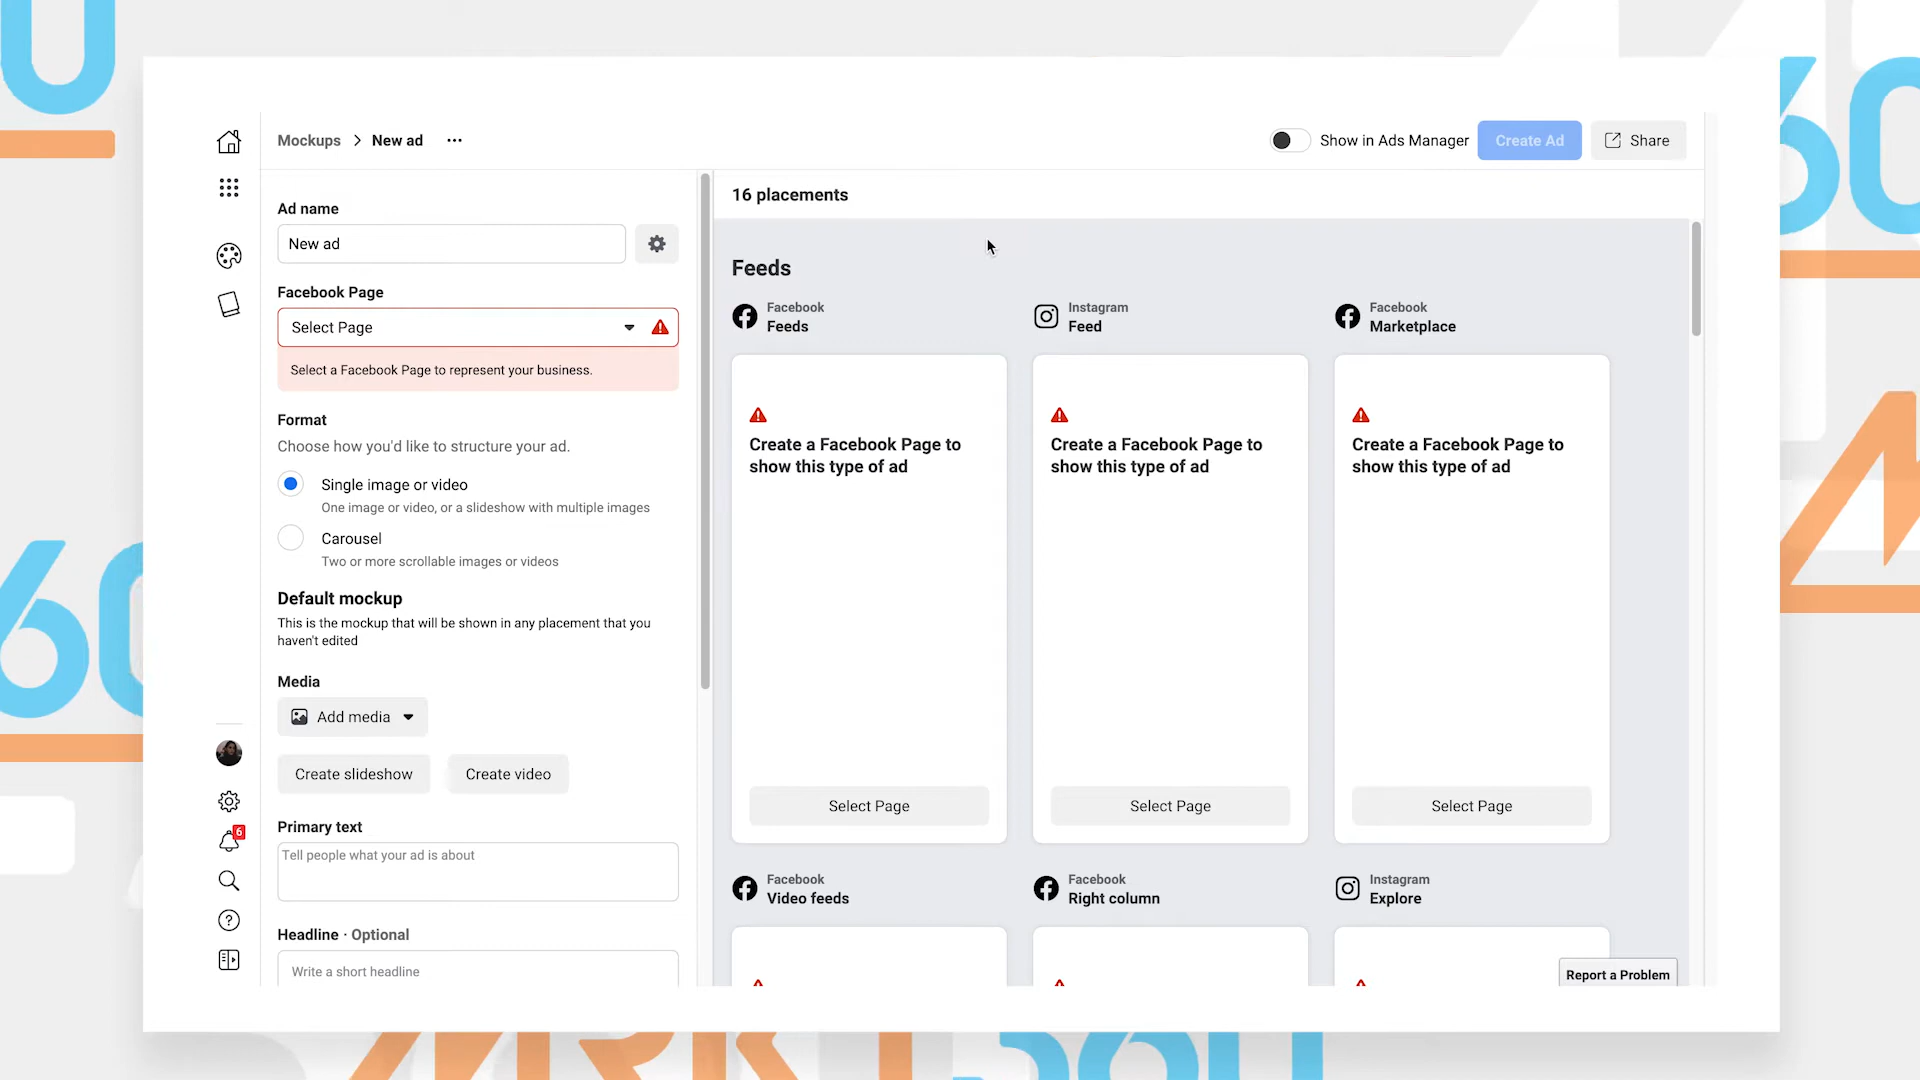 Mockups > New ad ...
Show in Ads Manager
Create Ad
Share
Ad name
New ad
Facebook Page
Select Page
Select a Facebook Page to represent your business.
Format
Choose how you'd like to structure your ad.
Single image or video
One image or video, or a slideshow with multiple images
Carousel
Two or more scrollable images or videos
Default mockup
This is the mockup that will be shown in any placement that you
haven't edited
Media
Add media
Create slideshow
Create video
6
Primary text
Tell people what your ad is about
Headline · Optional
Write a short headline
16 placements
Feeds
Facebook
Feeds
Create a Facebook Page to
show this type of ad
Select Page
Instagram
Feed
Create a Facebook Page to
show this type of ad
Select Page
Facebook
Marketplace
Create a Facebook Page to
show this type of ad
Select Page
Facebook
Video feeds
Facebook
Right column
Instagram
Explore
Report a Problem
MRKT360